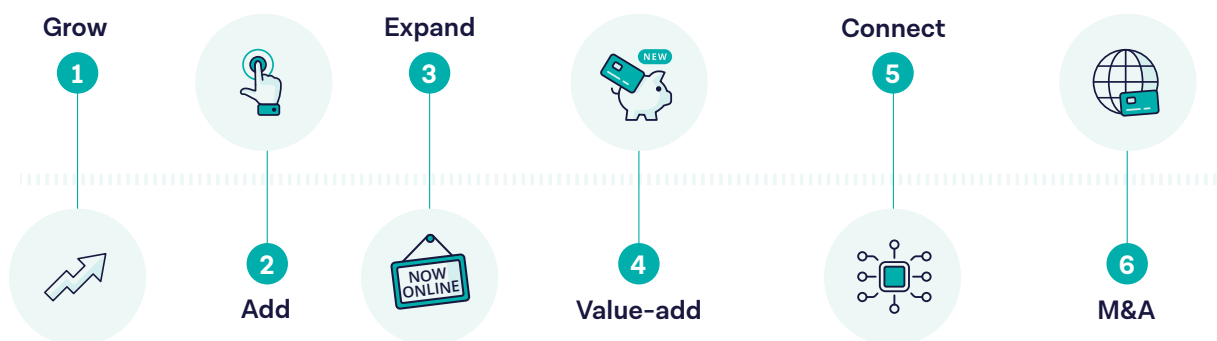 Grow
1
2
Add
Expand
3
NOW
ONLINE
NEW
4
Value-add
Connect
5
6
M&A